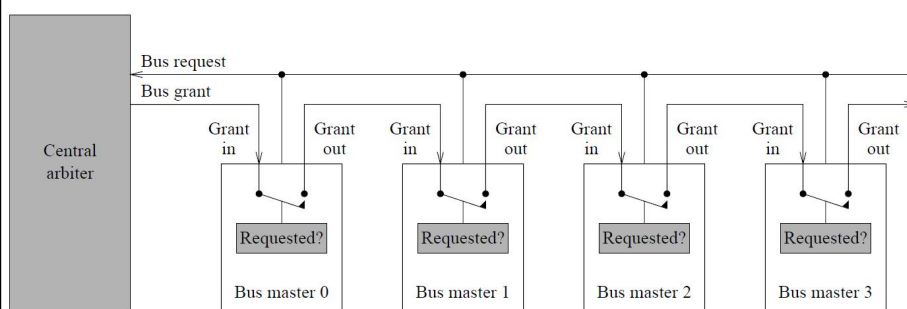 Bus request
Bus grant
Central
arbiter
Grant
in
Grant
out
Grant
in
Grant
out
Grant
in
Grant
out
Grant
in
Grant
out
Requested?
Requested?
Requested?
Requested?
Bus master 0
Bus master 1
Bus master 2
Bus master 3